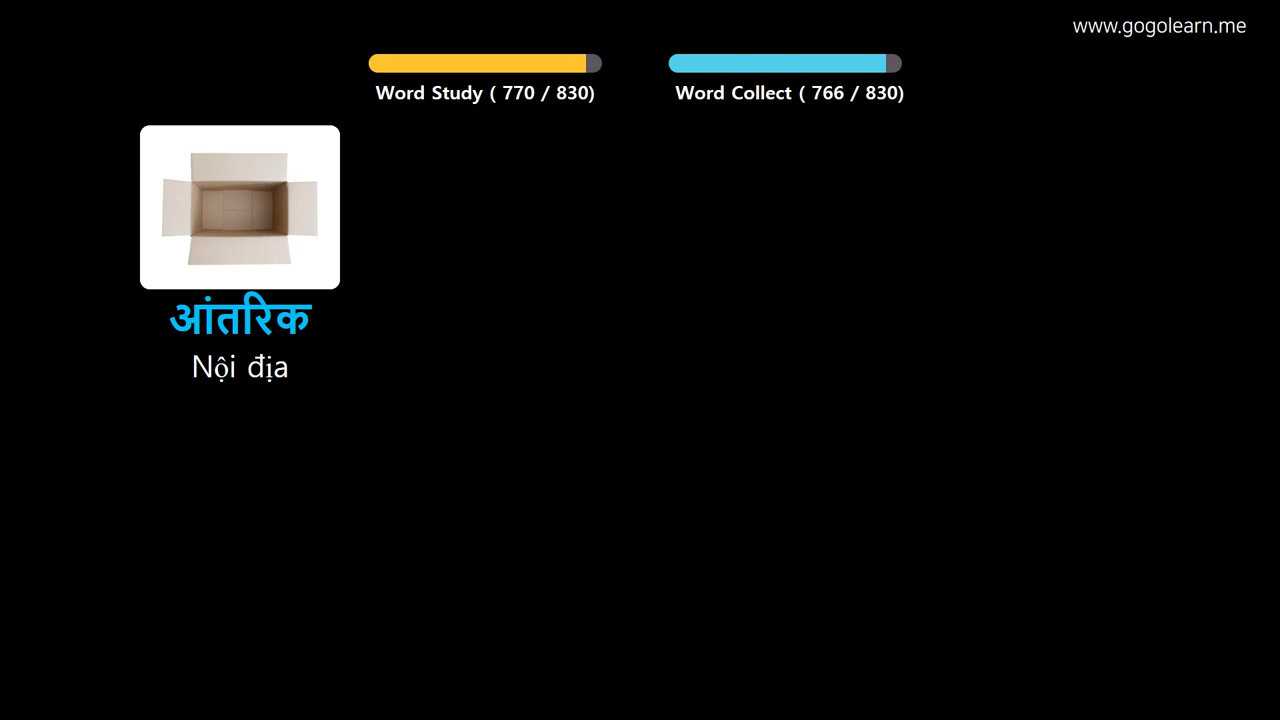 www.gogolearn.me
Word Study ( 770 / 830)
Word Collect ( 766 / 830)
आंतरिक
Nội địa